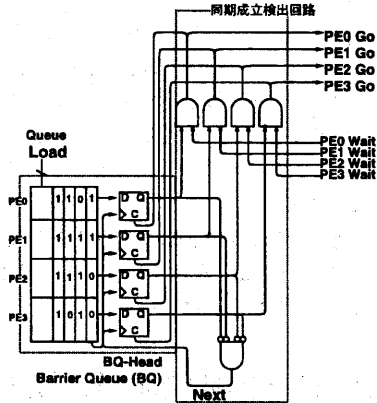 同期成立検出回路
PE0 Go
PE1 Go
PE2 Go
PE3 Go
Queue
Load
PE0 Wait
PE1 Wait
PE2 Wait
PE3 Wait
PE0 1 1 0 1 D Q
C
PE1 1 1 1 1 D Q
C
PE2 1 1 1 0 D Q
C
PE3 1 0 1 0 D Q
C
BQ-Head
Barrier Queue (BQ)
Next